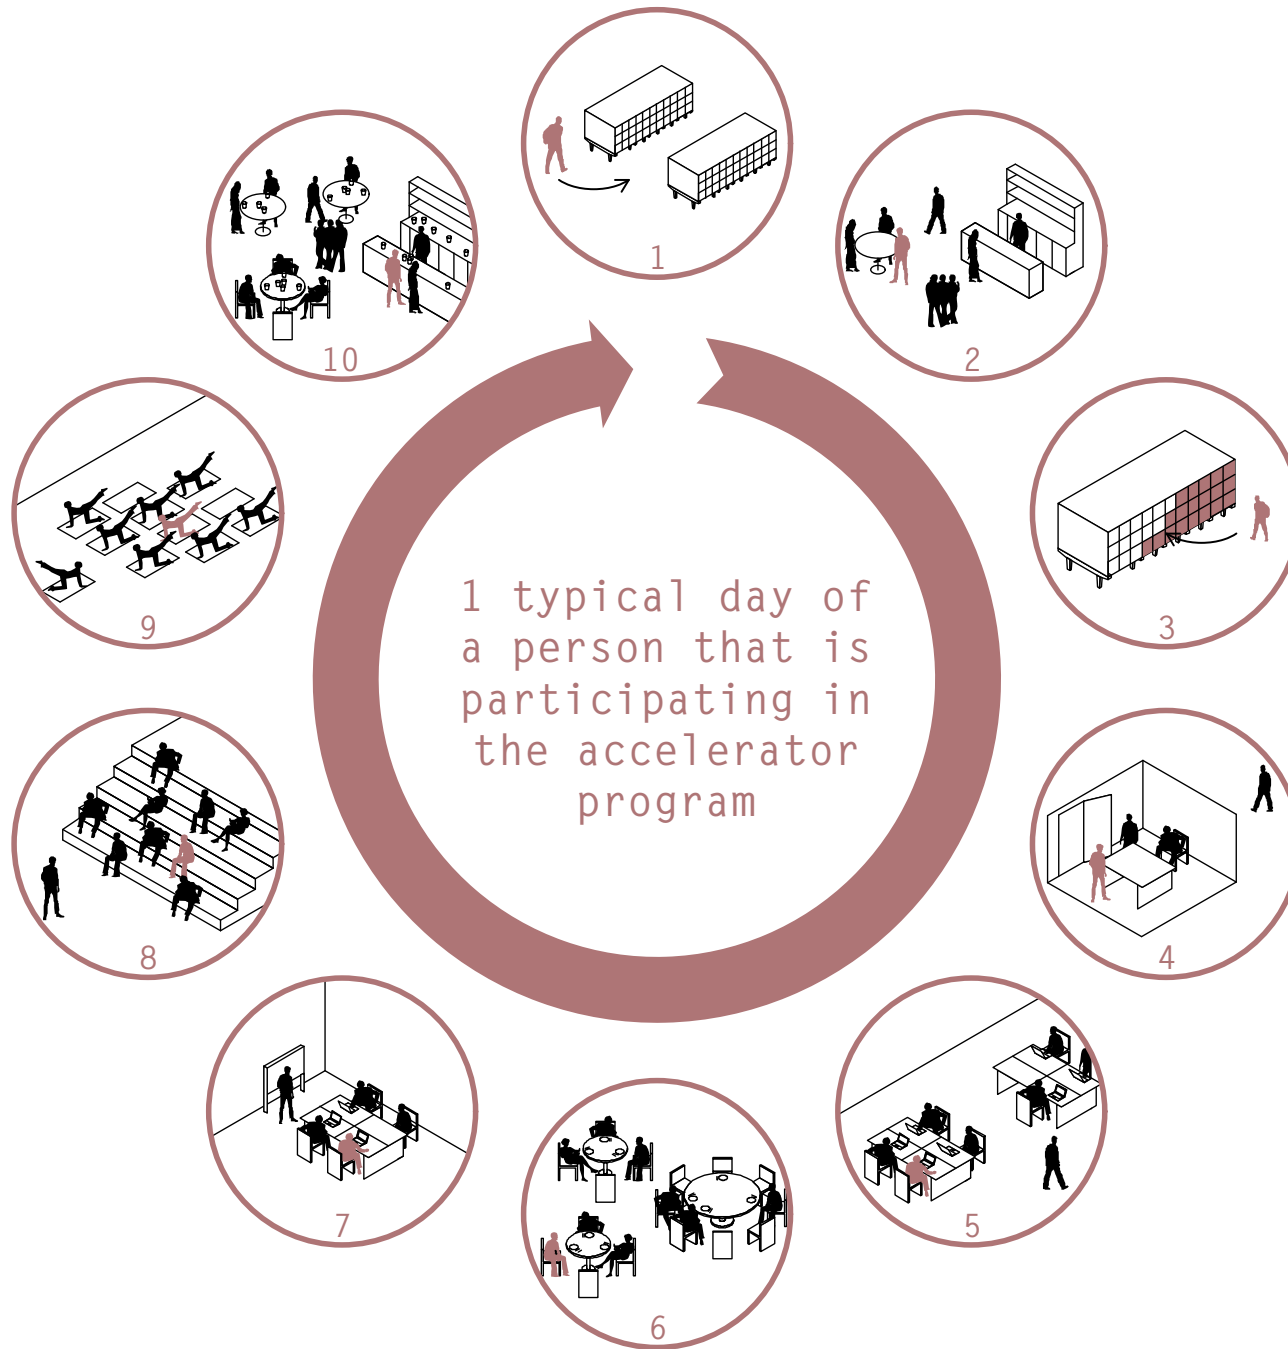 1
2
3
4
5
6
7
8
9
10
1 typical day of
a person that is
participating in
the accelerator
program